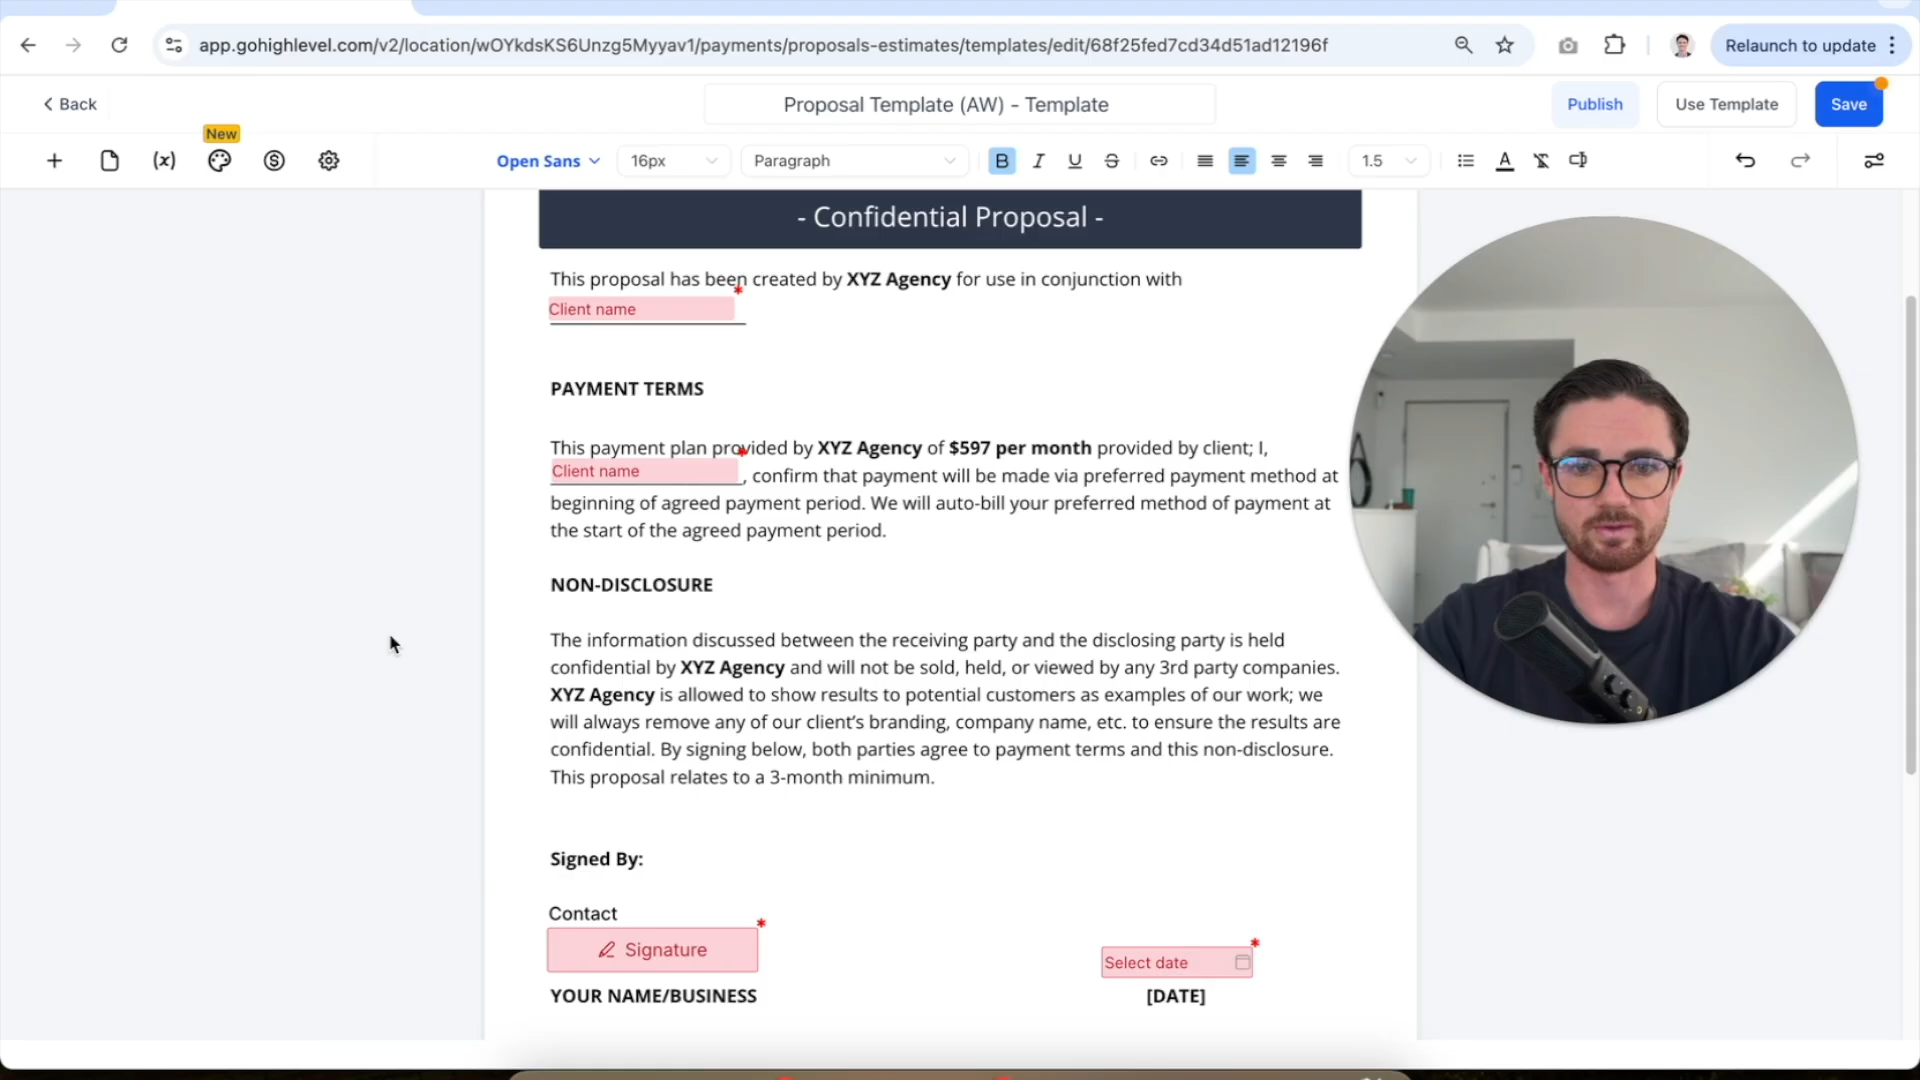 app.gohighlevel.com/v2/location/wOYkdsKS6Unzg5Myyav1/payments/proposals-estimates/templates/edit/68f25fed7cd34d51ad12196f
Relaunch to update
Back
Proposal Template (AW) - Template
Publish
Use Template
Save
New
Open Sans
16px
Paragraph
B
I
U
S
1.5
A
- Confidential Proposal -
This proposal has been created by XYZ Agency for use in conjunction with
Client name
PAYMENT TERMS
This payment plan provided by XYZ Agency of $597 per month provided by client; I,
Client name , confirm that payment will be made via preferred payment method at
beginning of agreed payment period. We will auto-bill your preferred method of payment at
the start of the agreed payment period.
NON-DISCLOSURE
The information discussed between the receiving party and the disclosing party is held
confidential by XYZ Agency and will not be sold, held, or viewed by any 3rd party companies.
XYZ Agency is allowed to show results to potential customers as examples of our work; we
will always remove any of our client’s branding, company name, etc. to ensure the results are
confidential. By signing below, both parties agree to payment terms and this non-disclosure.
This proposal relates to a 3-month minimum.
Signed By:
Contact
Signature
Select date
YOUR NAME/BUSINESS
[DATE]